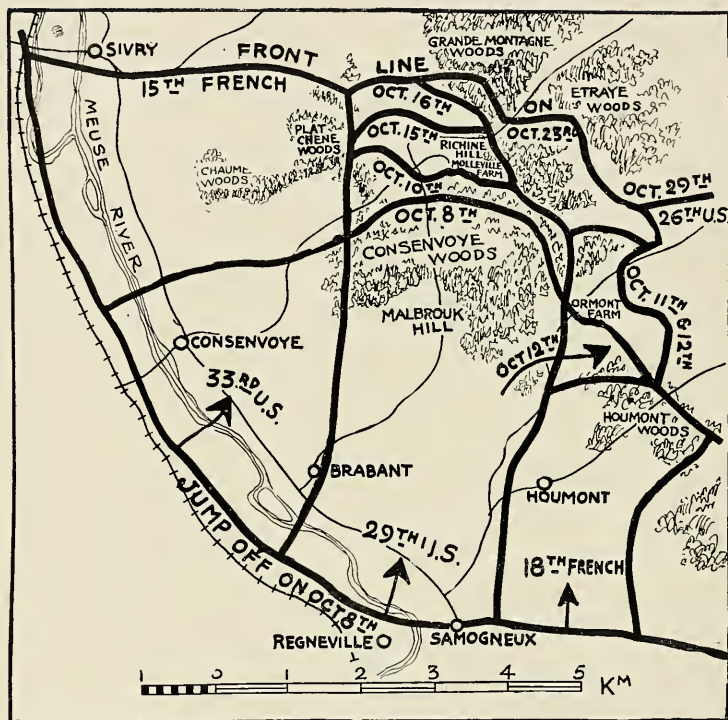 SIVRY
FRONT LINE ON
15TH FRENCH
GRANDE MONTAGNE
WOODS
ETRAYE
WOODS
OCT. 16TH
OCT. 23RD
OCT. 15TH
PLAT
CHENE
WOODS
RICHINE
HILL
MOLLEVILLE
FARM
CHAUME
WOODS
OCT. 10TH
OCT. 29TH
26TH U.S.
MEUSE RIVER
OCT. 8TH
CONSENVOYE
WOODS
OCT. 11TH & 12TH
ORMONT
FARM
MALBROUK
HILL
CONSENVOYE
OCT 12TH
33RD
U.S.
HOUMONT
WOODS
BRABANT
HOUMONT
JUMP OFF ON OCT 8TH
29TH U.S.
18TH FRENCH
REGNEVILLE
SAMOGNEUX
1 0 1 2 3 4 5 KM